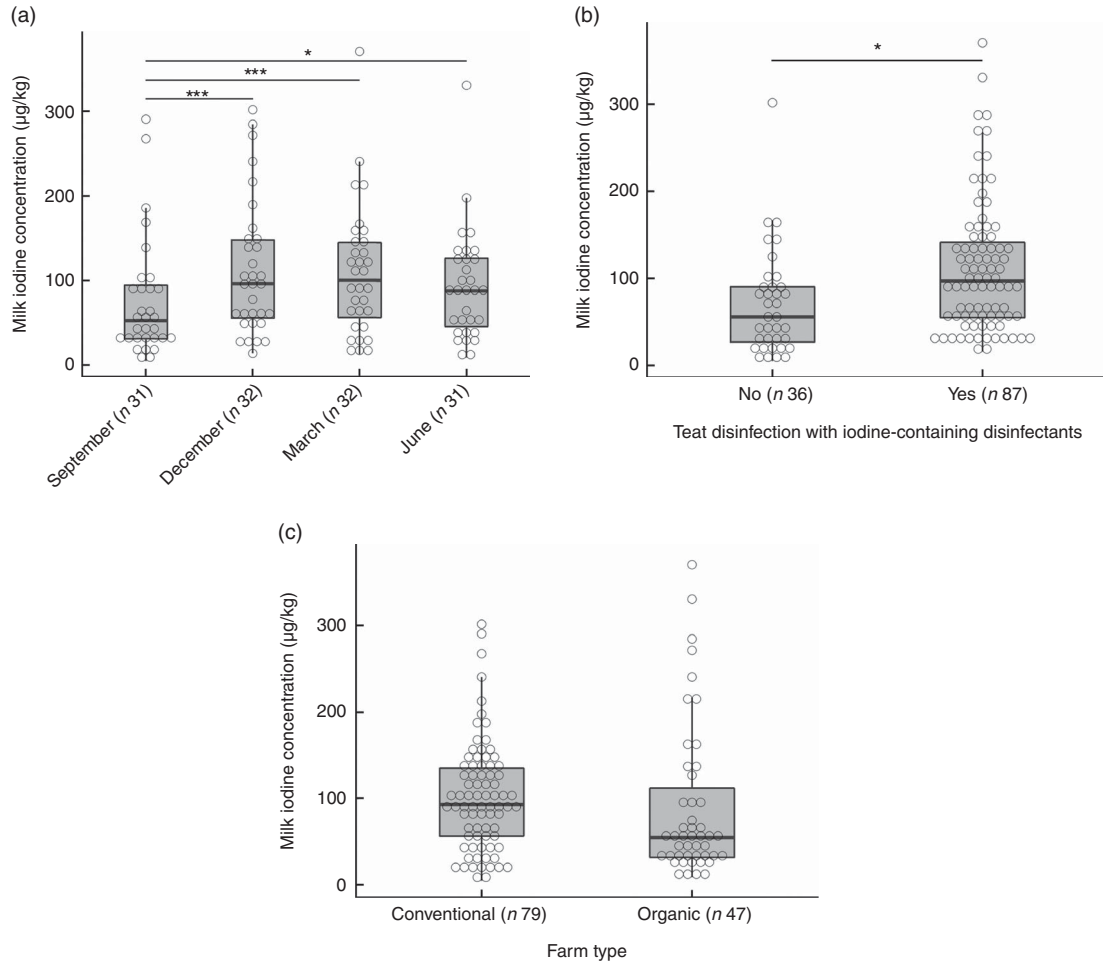 (a)
Milk iodine concentration (μg/kg)
300
200
100
0
*
***
***
September (n 31)
December (n 32)
March (n 32)
June (n 31)
(b)
Milk iodine concentration (μg/kg)
300
200
100
0
*
No (n 36)
Yes (n 87)
Teat disinfection with iodine-containing disinfectants
(c)
Milk iodine concentration (μg/kg)
300
200
100
0
Conventional (n 79)
Organic (n 47)
Farm type